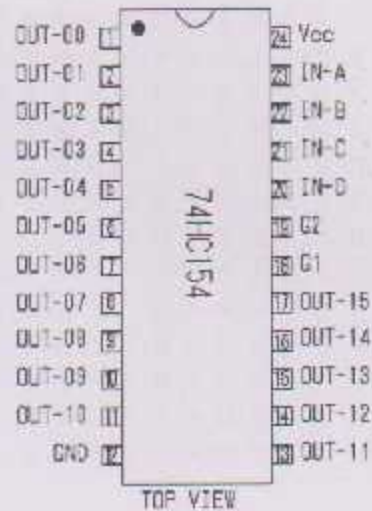 OUT-00 1
OUT-01 2
OUT-02 3
OUT-03 4
OUT-04 5
OUT-05 6
OUT-06 7
OUT-07 8
OUT-08 9
OUT-09 10
OUT-10 11
GND 12
74HC154
24 Vcc
23 IN-A
22 IN-B
21 IN-C
20 IN-D
19 G2
18 G1
17 OUT-15
16 OUT-14
15 OUT-13
14 OUT-12
13 OUT-11
TOP VIEW